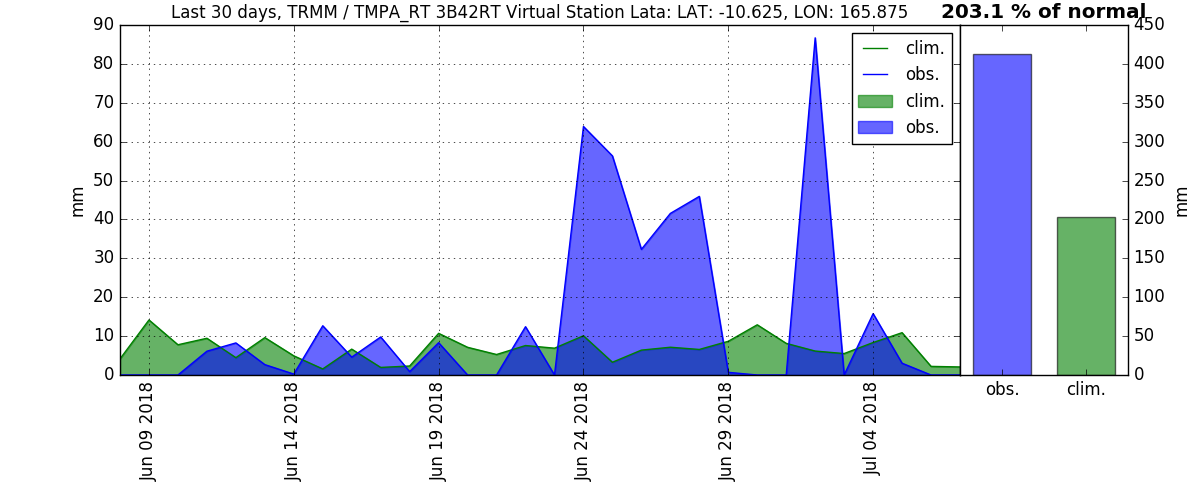 Last 30 days, TRMM / TMPA_RT 3B42RT Virtual Station Lata: LAT: -10.625, LON: 165.875
203.1 % of normal
90
80
70
60
50
40
30
20
10
0
mm
clim.
obs.
clim.
obs.
Jun 09 2018
Jun 14 2018
Jun 19 2018
Jun 24 2018
Jun 29 2018
Jul 04 2018
450
400
350
300
250
200
150
100
50
0
mm
obs.
clim.